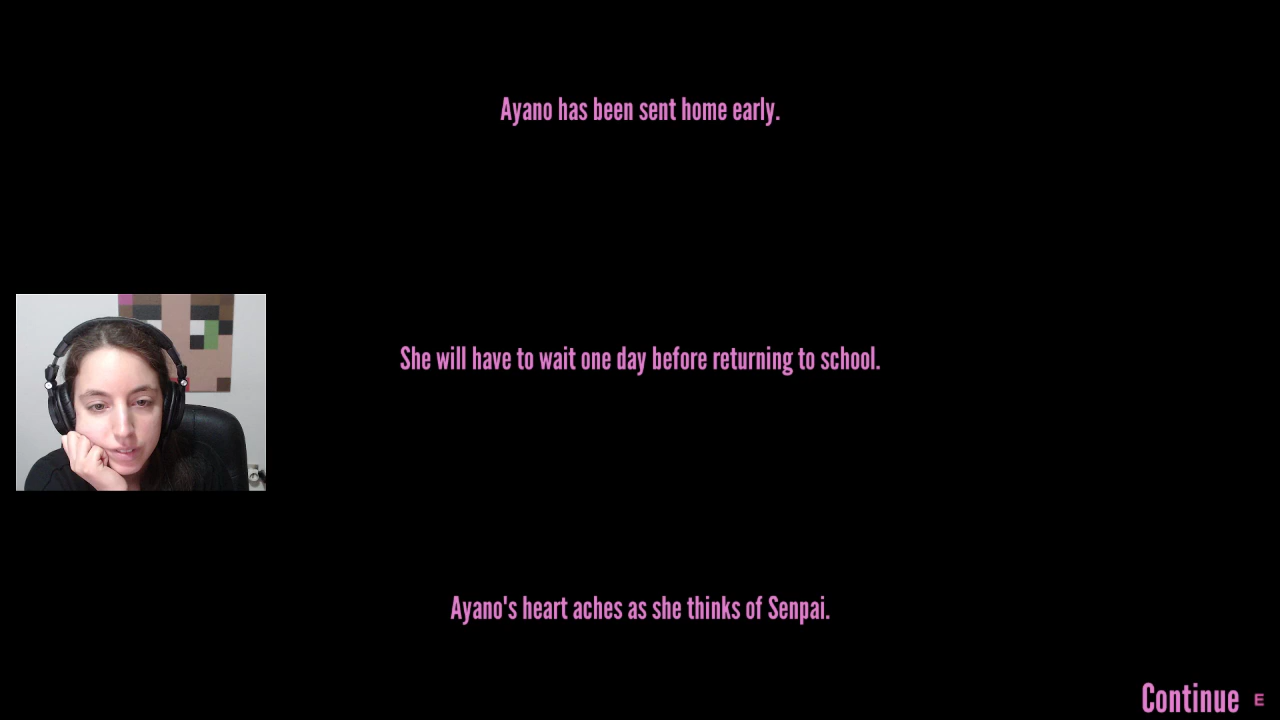 Ayano has been sent home early.
She will have to wait one day before returning to school.
Ayano's heart aches as she thinks of Senpai.
Continue E